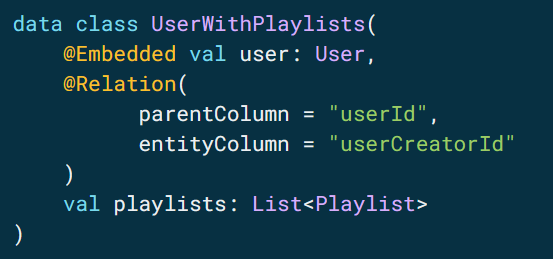 data class UserWithPlaylists(
    @Embedded val user: User,
    @Relation(
          parentColumn = "userId",
          entityColumn = "userCreatorId"
    )
    val playlists: List<Playlist>
)